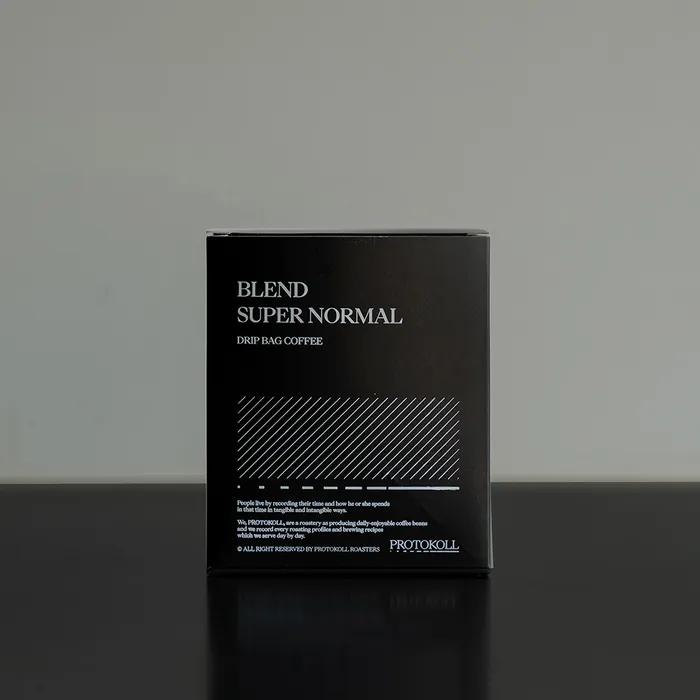 BLEND
SUPER NORMAL
DRIP BAG COFFEE
People live by recording their time and how he or she spends
in that time in tangible and intangible ways.
We, PROTOKOLL, are a roastery as producing daily-enjoyable coffee beans
and we record every roasting profiles and brewing recipes
which we serve day by day.
© ALL RIGHT RESERVED BY PROTOKOLL ROASTERS
PROTOKOLL